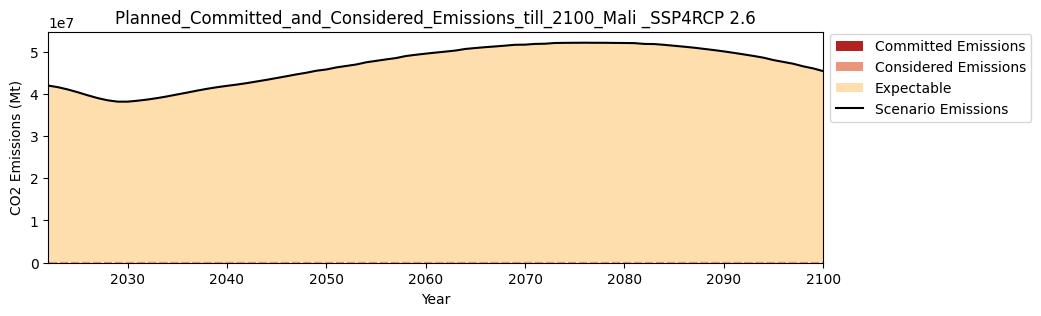 Planned_Committed_and_Considered_Emissions_till_2100_Mali _SSP4RCP 2.6
1e7
5
4
3
2
1
0
CO2 Emissions (Mt)
2030 2040 2050 2060 2070 2080 2090 2100
Year
Committed Emissions
Considered Emissions
Expectable
Scenario Emissions